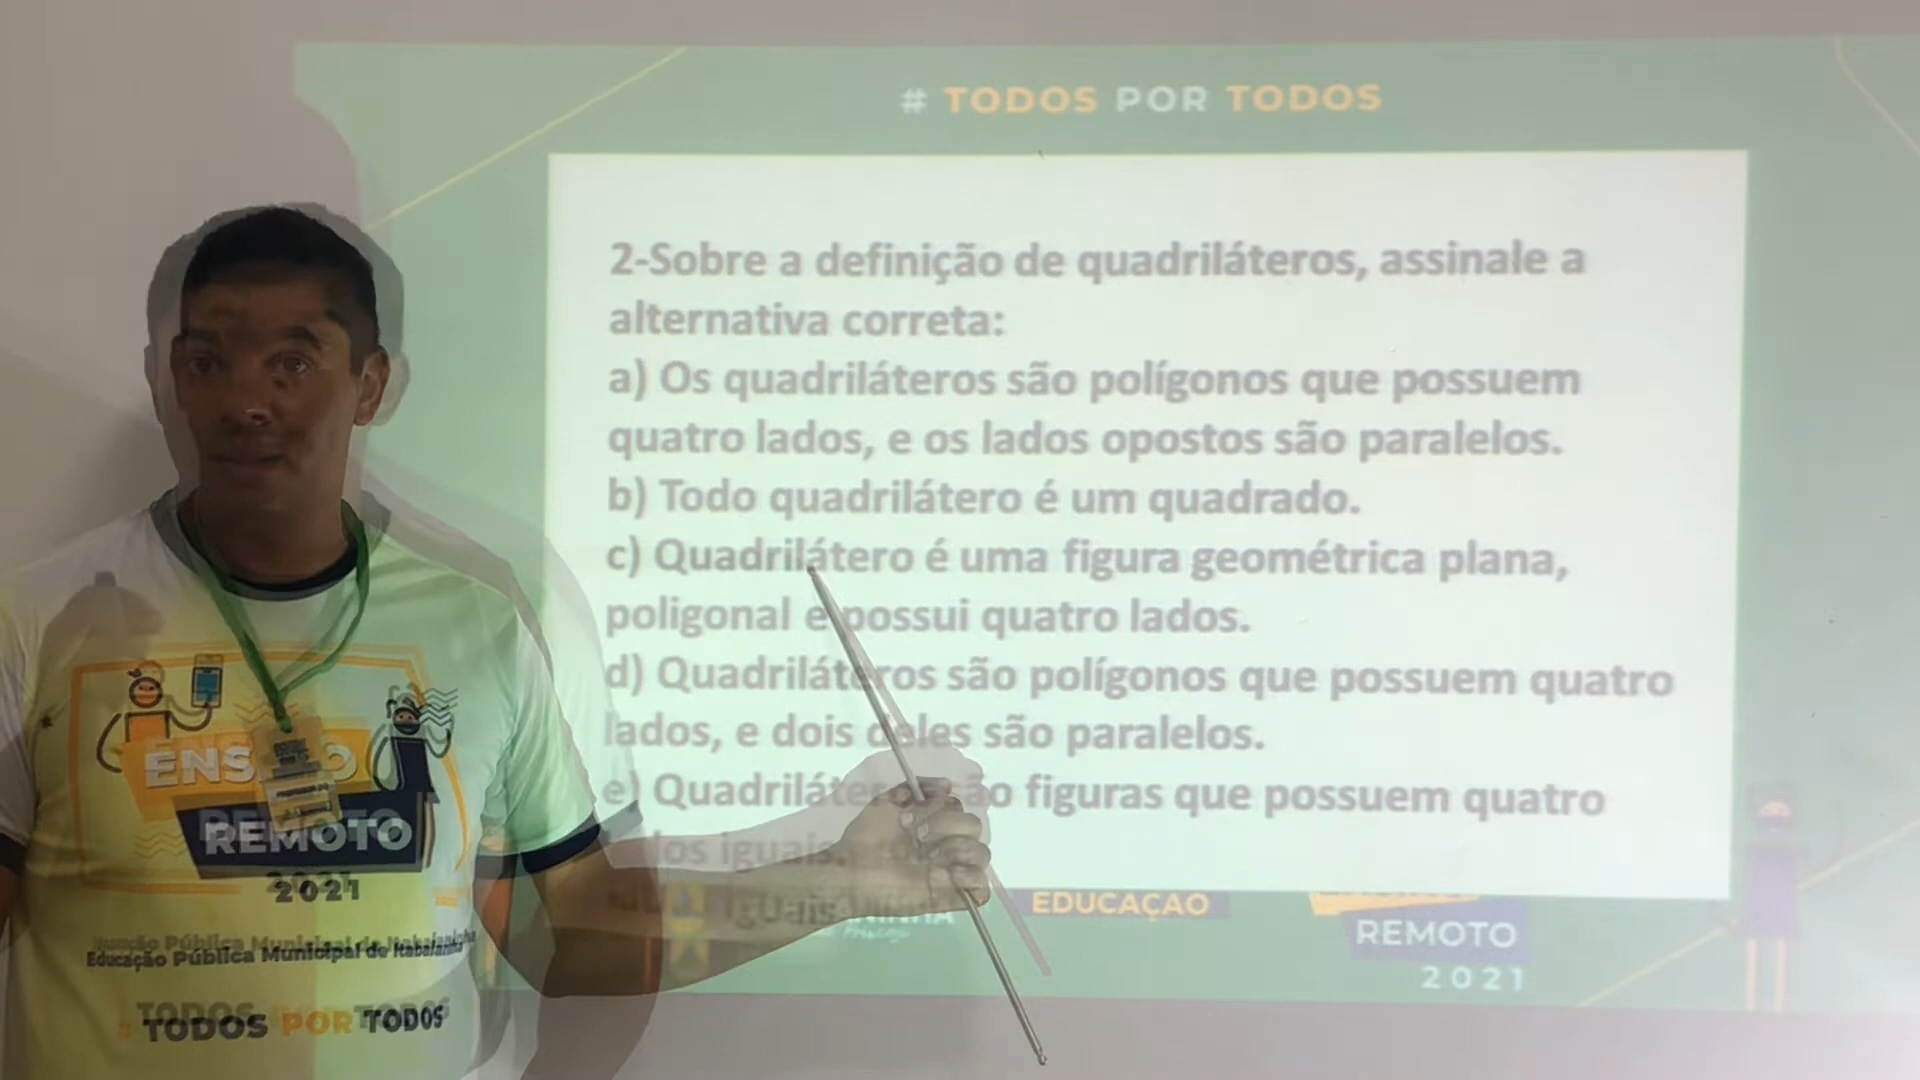 # TODOS POR TODOS
2-Sobre a definição de quadriláteros, assinale a
alternativa correta:
a) Os quadriláteros são polígonos que possuem
quatro lados, e os lados opostos são paralelos.
b) Todo quadrilátero é um quadrado.
c) Quadrilátero é uma figura geométrica plana,
poligonal e possui quatro lados.
d) Quadriláteros são polígonos que possuem quatro
lados, e dois deles são paralelos.
e) Quadriláteros são figuras que possuem quatro
iguais
EDUCAÇÃO
REMOTO
2021
REMOTO
2021
Educação Pública Municipal de Itabaianinha
TODOS POR TODOS